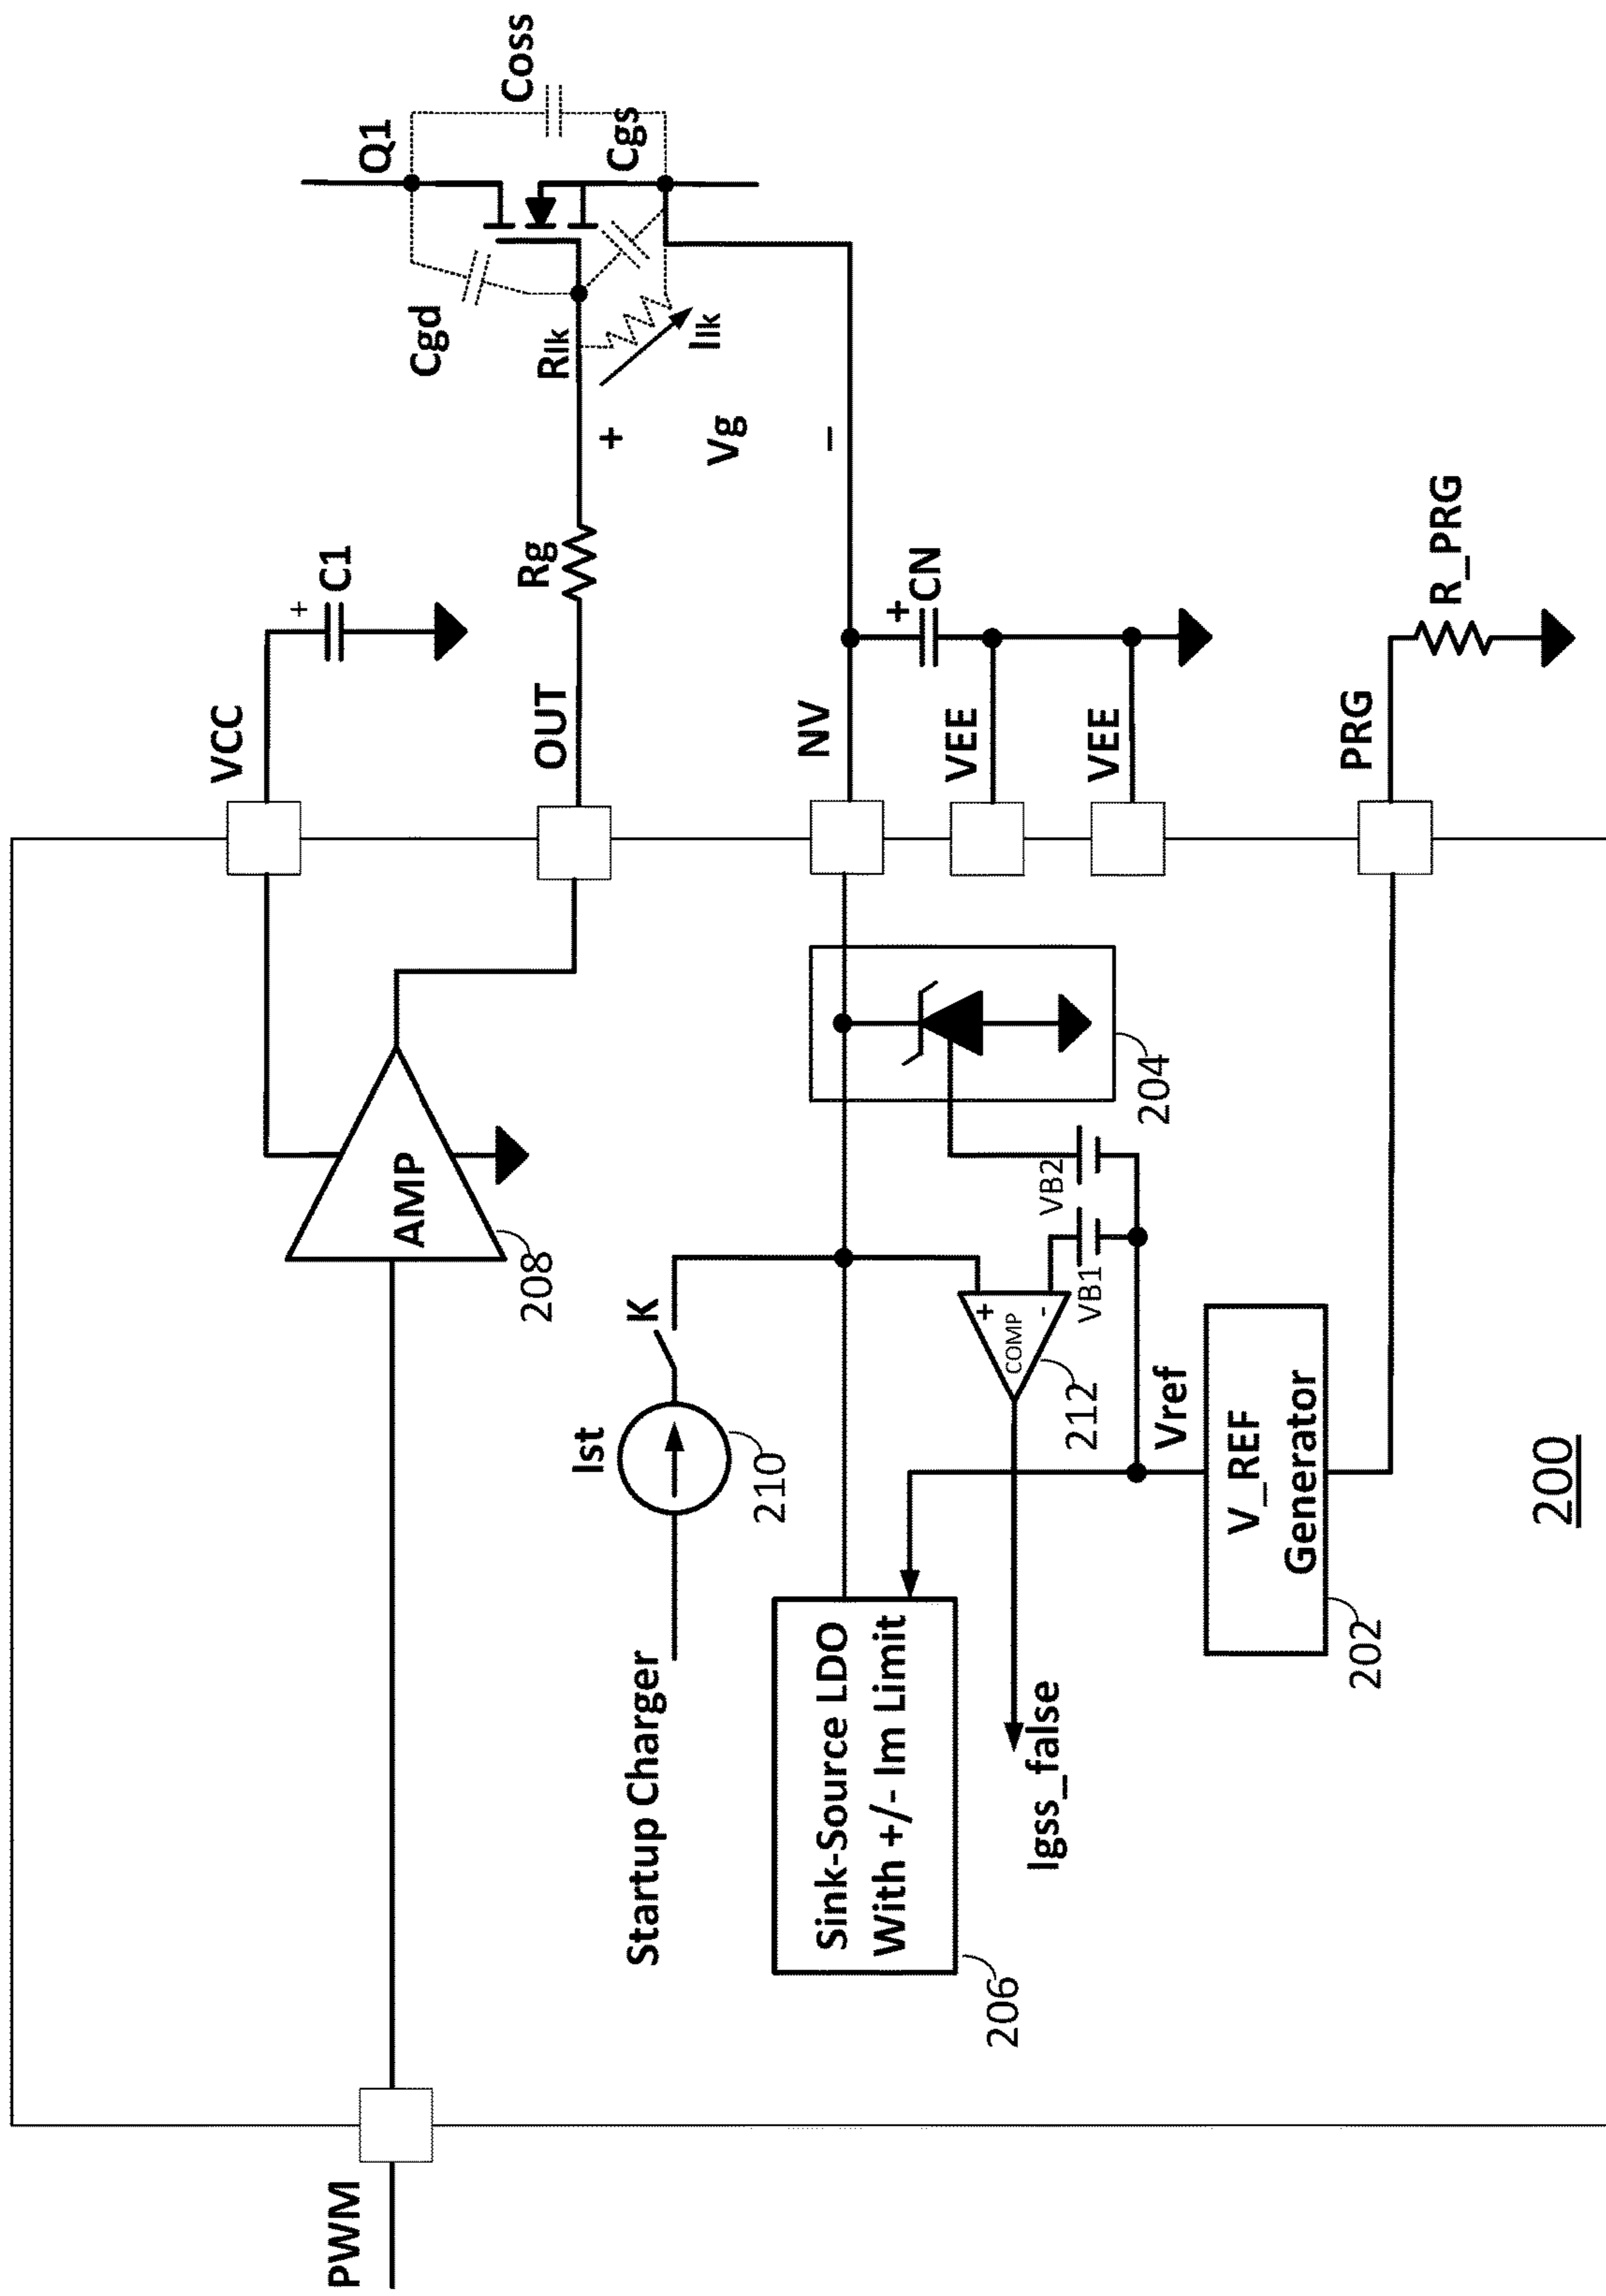 PWM
AMP
208
VCC
C1
+
OUT
Rg
Q1
Coss
Cgd
Cgs
Rlk
Ilk
+
Vg
–
Startup Charger
Ist
210
K
Sink-Source LDO
With +/- Im Limit
206
NV
+
CN
VEE
VEE
204
+
-
COMP
212
VB1
VB2
Igss_false
Vref
V_REF
Generator
202
PRG
R_PRG
200